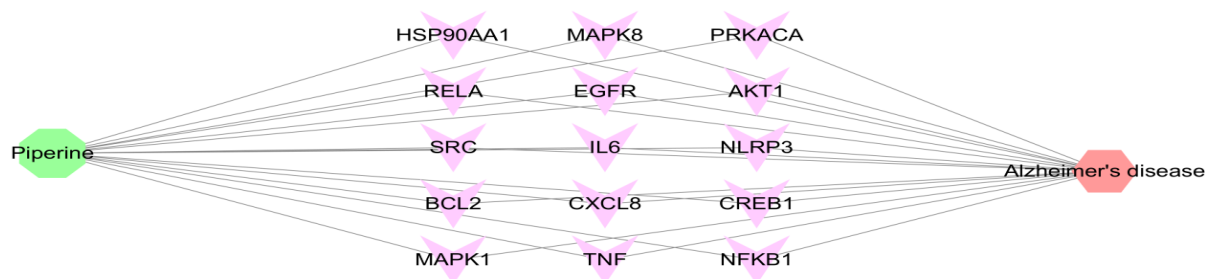 HSP90AA1 MAPK8 PRKACA
RELA EGFR AKT1
Piperine SRC IL6 NLRP3 Alzheimer's disease
BCL2 CXCL8 CREB1
MAPK1 TNF NFKB1